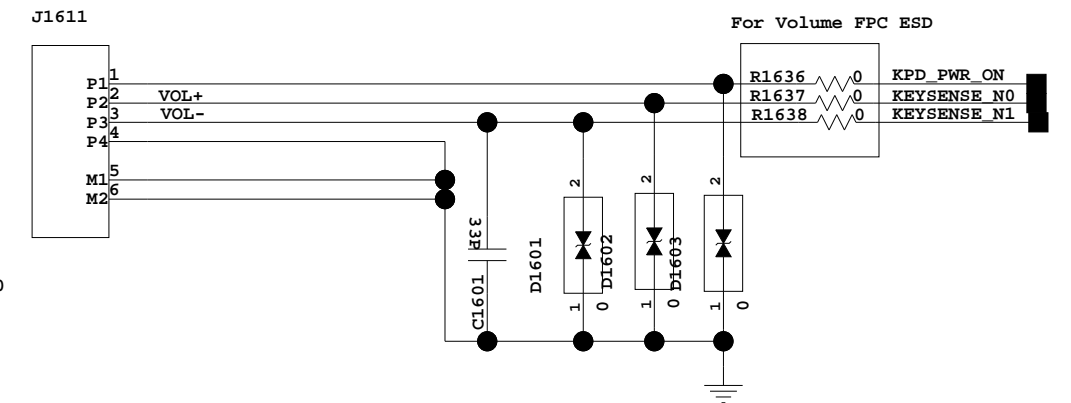 J1611
For Volume FPC ESD
P1 1
R1636 0 KPD_PWR_ON
P2 2 VOL+
R1637 0 KEYSENSE_N0
P3 3 VOL-
R1638 0 KEYSENSE_N1
P4 4
M1 5
M2 6
2
2
2
33P
C1601
D1601
D1602
D1603
1
0
1
0
1
0
0